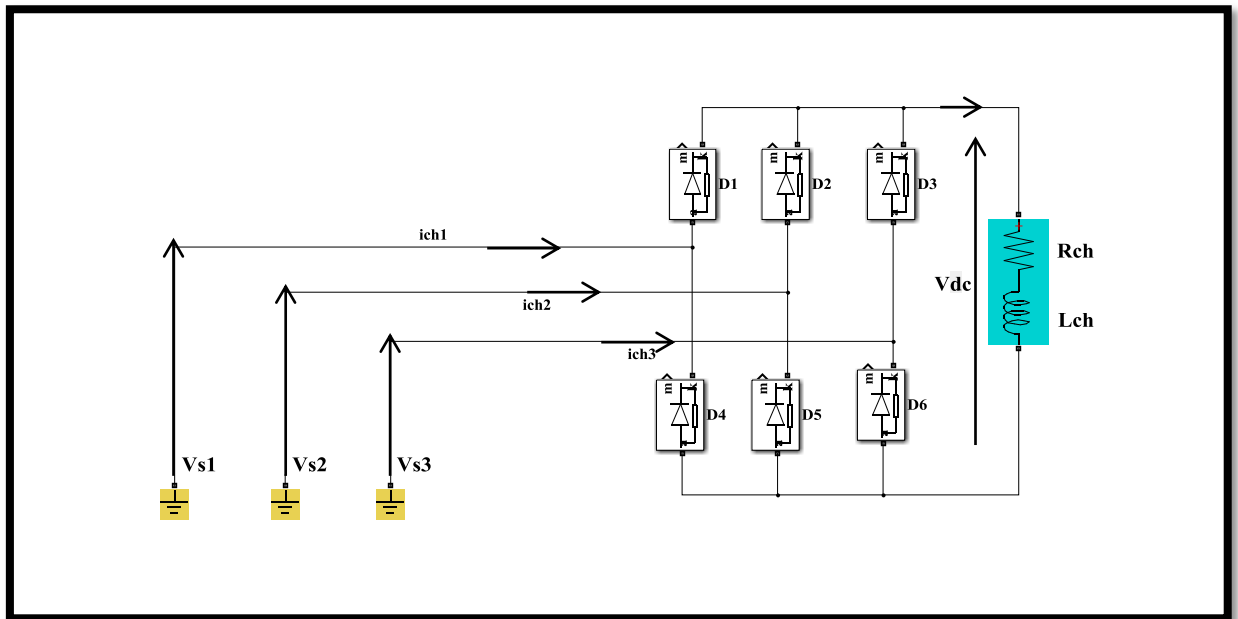 m
k
D1
m
k
D2
m
k
D3
ich1
ich2
ich3
Vdc
Rch
Lch
m
k
D4
m
k
D5
m
k
D6
Vs1
Vs2
Vs3